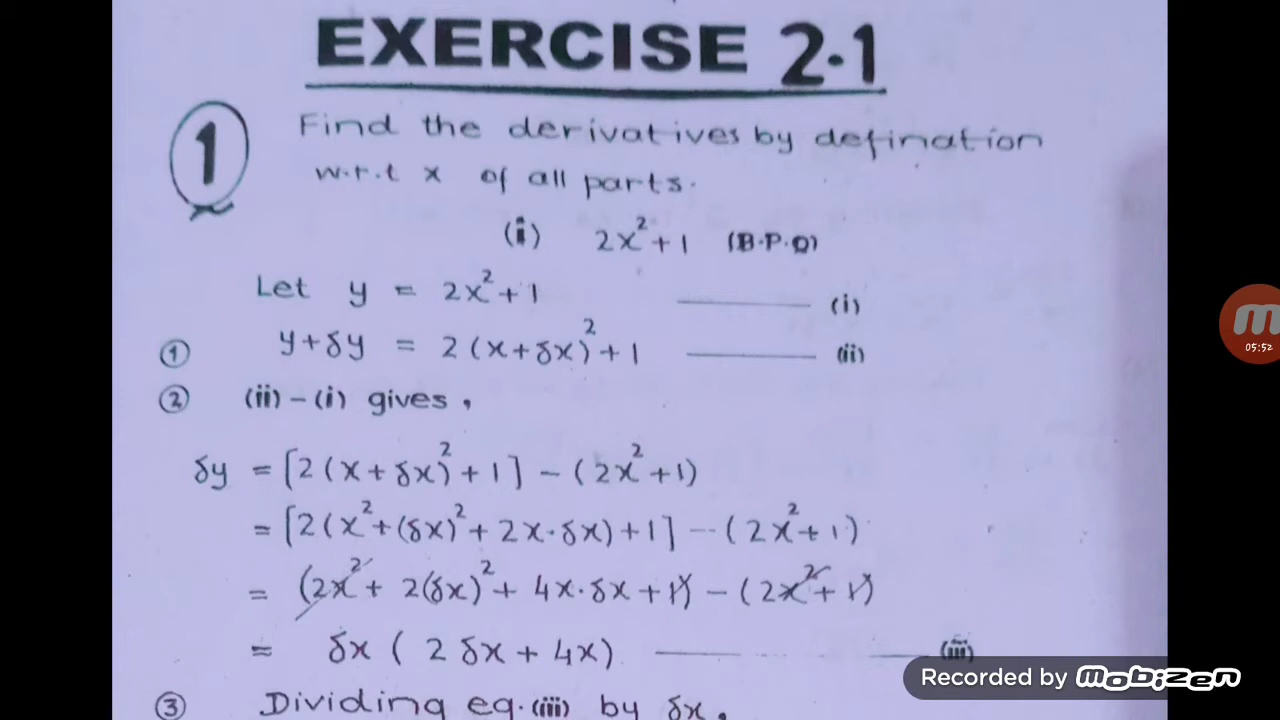 EXERCISE 2.1
1 Find the derivatives by defination
w.r.t x of all parts.
(i) 2x²+1 (B.P.Q)
Let y = 2x²+1 ——— (i)
① y+δy = 2(x+δx)²+1 ——— (ii)
② (ii)-(i) gives,
δy = [2(x+δx)²+1] - (2x²+1)
= [2(x²+(δx)²+2x·δx)+1] - (2x²+1)
= (2x²+2(δx)²+4x·δx+1) - (2x²+1)
= δx(2δx+4x) ——— (iii)
③ Dividing eq.(iii) by δx,
05:52
Recorded by mobizen